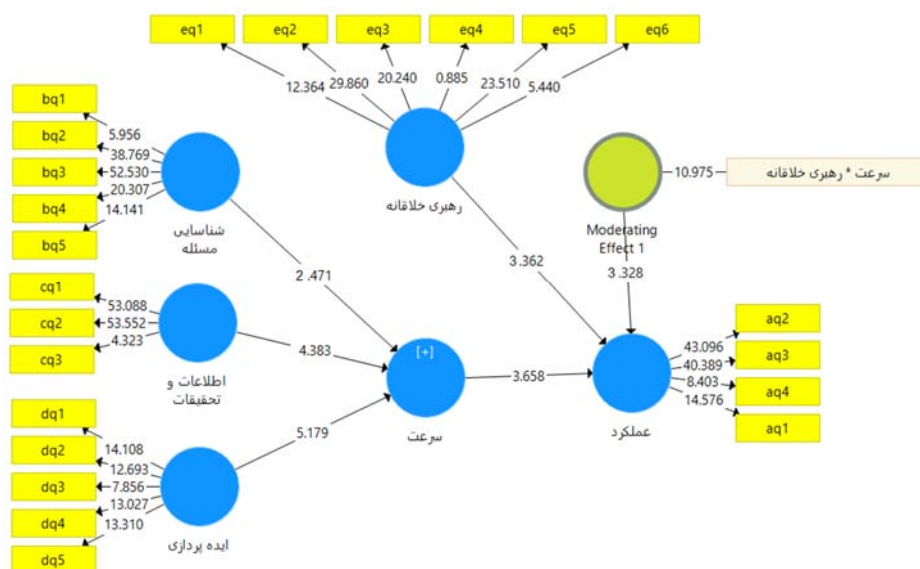 eq1 eq2 eq3 eq4 eq5 eq6
12.364 29.860 20.240 0.885 23.510 5.440
bq1
bq2
bq3
bq4
bq5
5.956
38.769
52.530
20.307
14.141
شناسایی
مسئله
رهبری خلاقانه
Moderating
Effect 1
10.975
سرعت * رهبری خلاقانه
2.471
3.362
3.328
cq1
cq2
cq3
53.088
53.552
4.323
اطلاعات و
تحقیقات
4.383
[+]
سرعت
3.658
عملکرد
43.096
40.389
8.403
14.576
aq2
aq3
aq4
aq1
5.179
dq1
dq2
dq3
dq4
dq5
14.108
12.693
7.856
13.027
13.310
ایده پردازی